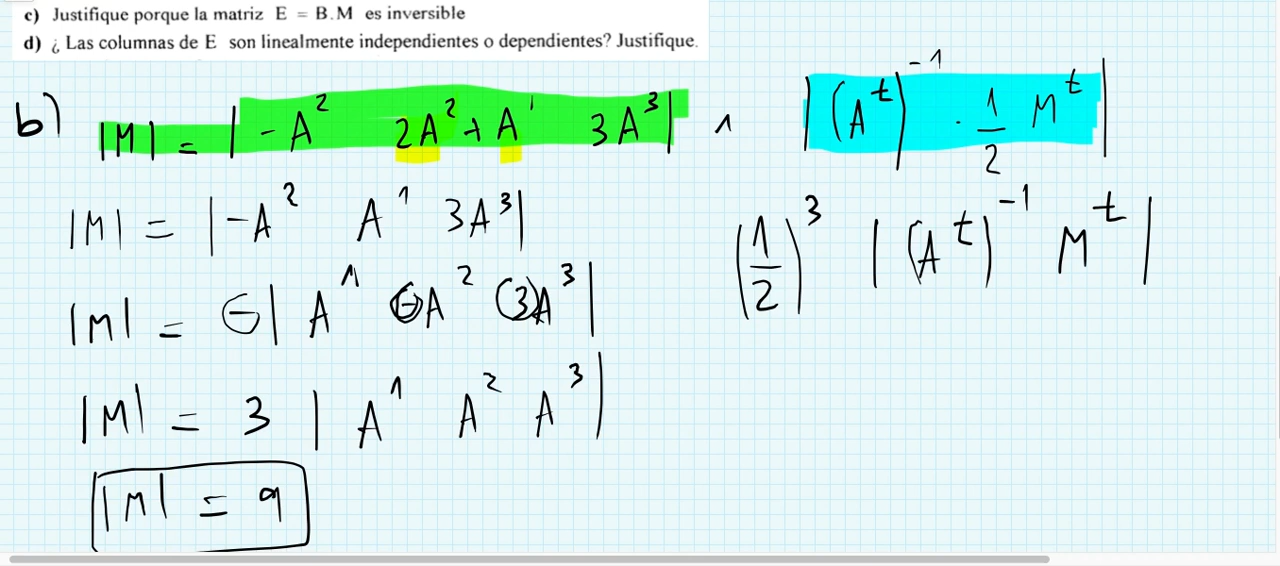 c) Justifique porque la matriz E = B.M es inversible
d) ¿ Las columnas de E son linealmente independientes o dependientes? Justifique.
b) |M| = |-A² 2A²+A¹ 3A³| ∧ |(Aᵗ)⁻¹ · 1/2 Mᵗ|
|M| = |-A² A¹ 3A³| (1/2)³ |(Aᵗ)⁻¹ Mᵗ|
|M| = -|A¹ -A² (3)A³|
|M| = 3 |A¹ A² A³|
|M| = 9